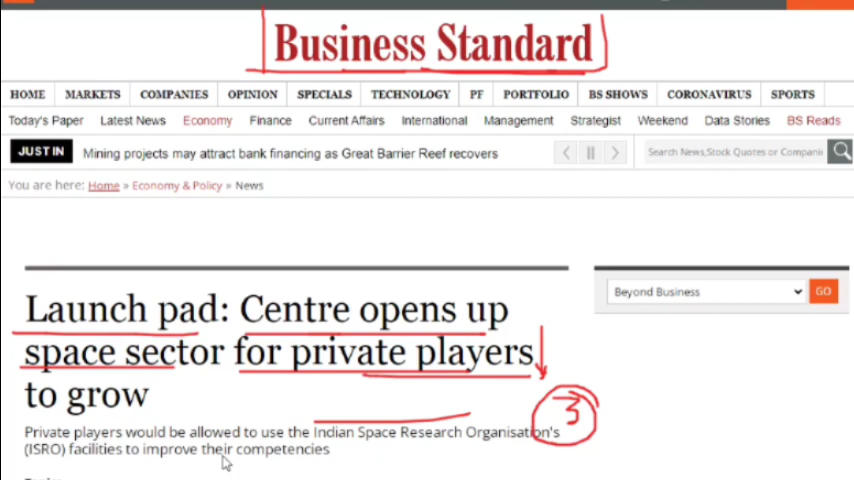 Business Standard
HOME MARKETS COMPANIES OPINION SPECIALS TECHNOLOGY PF PORTFOLIO BS SHOWS CORONAVIRUS SPORTS
Today's Paper Latest News Economy Finance Current Affairs International Management Strategist Weekend Data Stories BS Reads
JUST IN Mining projects may attract bank financing as Great Barrier Reef recovers Search News,Stock Quotes or Companie
You are here: Home » Economy & Policy » News
Beyond Business GO
Launch pad: Centre opens up
space sector for private players
to grow
3
Private players would be allowed to use the Indian Space Research Organisation's
(ISRO) facilities to improve their competencies